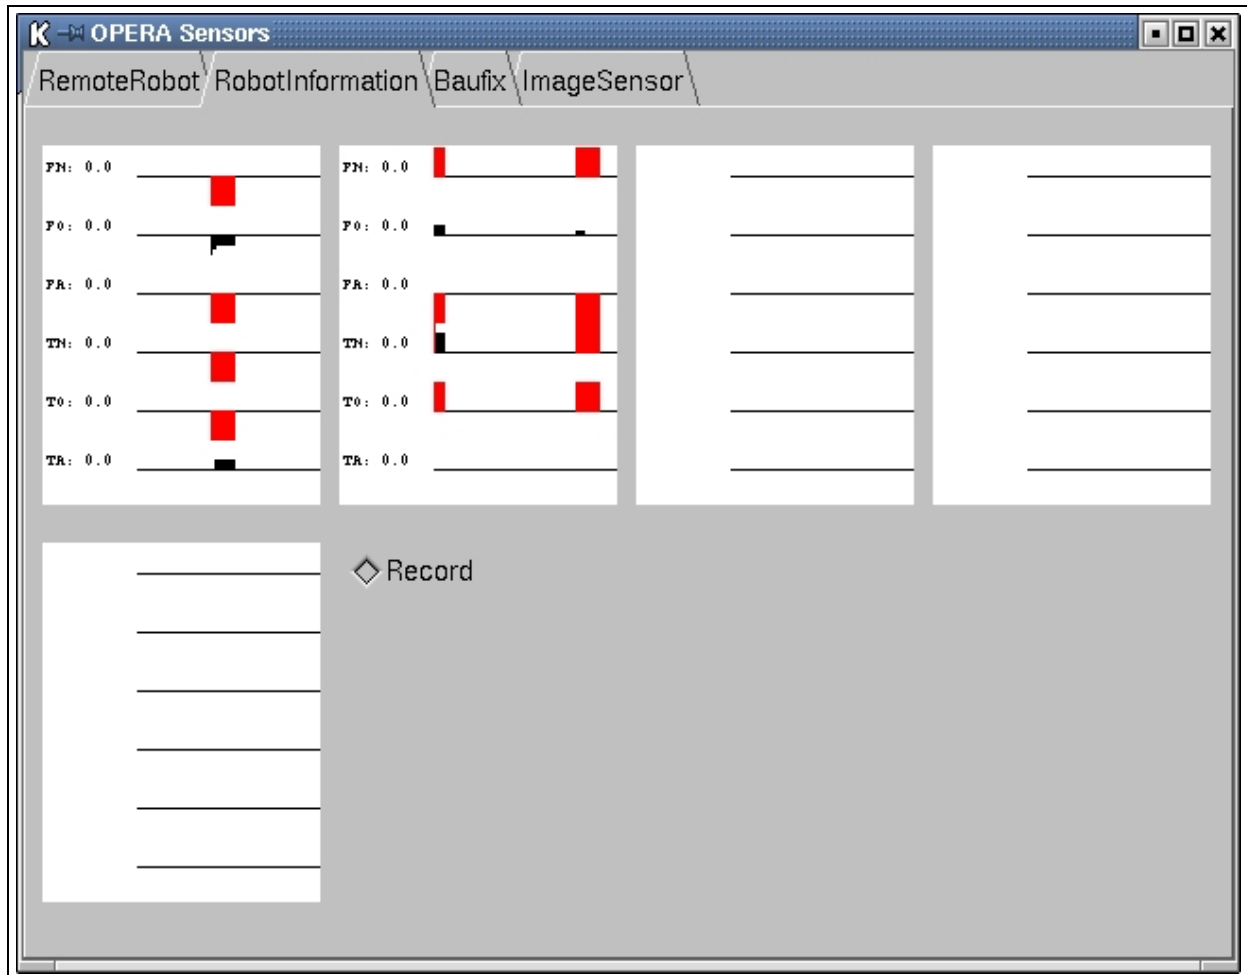 OPERA Sensors
RemoteRobot RobotInformation Baufix ImageSensor
FN: 0.0
FO: 0.0
FA: 0.0
TN: 0.0
TO: 0.0
TA: 0.0
FN: 0.0
FO: 0.0
FA: 0.0
TN: 0.0
TO: 0.0
TA: 0.0
Record